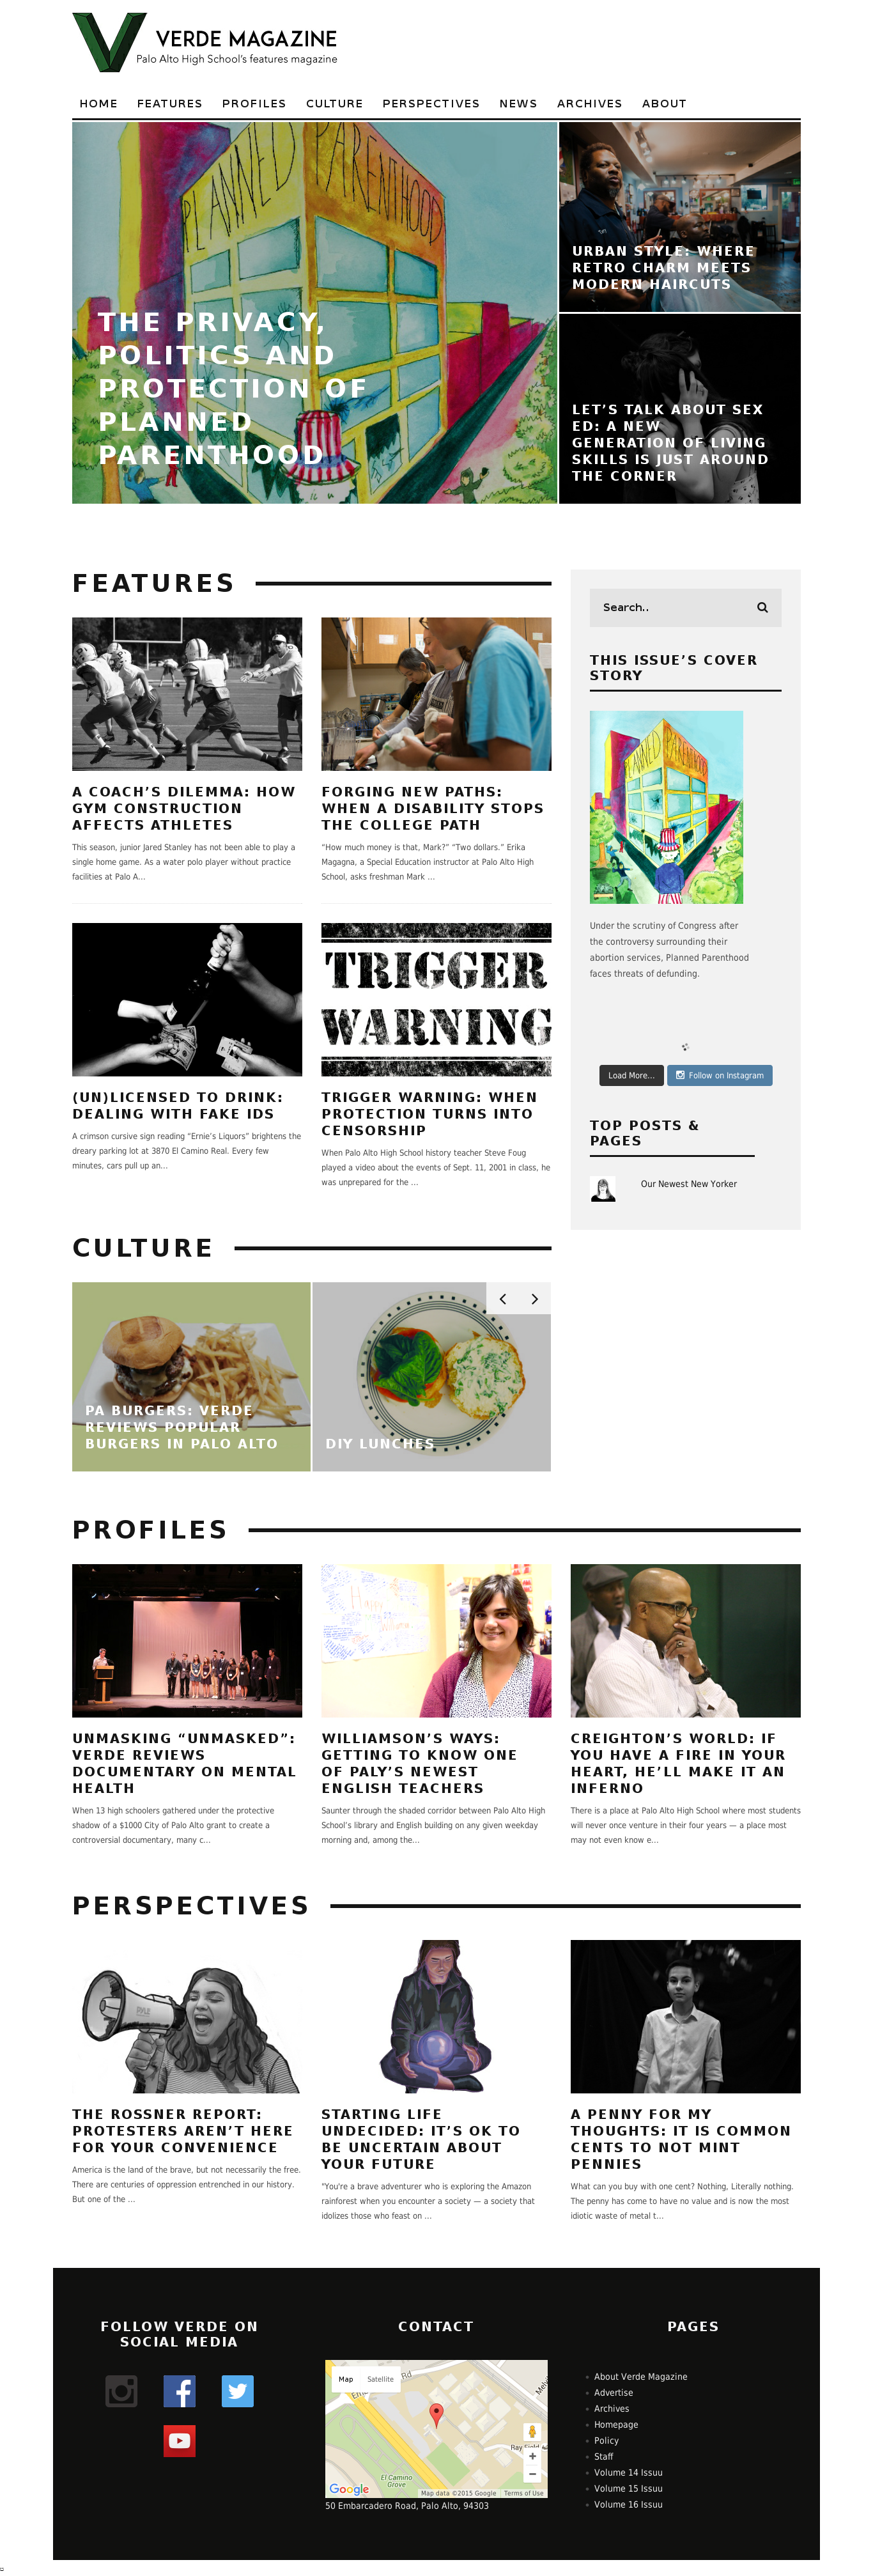 VERDE MAGAZINE
Palo Alto High School's features magazine
HOME FEATURES PROFILES CULTURE PERSPECTIVES NEWS ARCHIVES ABOUT
PLANNED PARENTHOOD
THE PRIVACY,
POLITICS AND
PROTECTION OF
PLANNED
PARENTHOOD
URBAN STYLE: WHERE
RETRO CHARM MEETS
MODERN HAIRCUTS
LET’S TALK ABOUT SEX
ED: A NEW
GENERATION OF LIVING
SKILLS IS JUST AROUND
THE CORNER
FEATURES
A COACH’S DILEMMA: HOW
GYM CONSTRUCTION
AFFECTS ATHLETES
This season, junior Jared Stanley has not been able to play a
single home game. As a water polo player without practice
facilities at Palo A...
FORGING NEW PATHS:
WHEN A DISABILITY STOPS
THE COLLEGE PATH
“How much money is that, Mark?” “Two dollars.” Erika
Magagna, a Special Education instructor at Palo Alto High
School, asks freshman Mark ...
(UN)LICENSED TO DRINK:
DEALING WITH FAKE IDS
A crimson cursive sign reading “Ernie’s Liquors” brightens the
dreary parking lot at 3870 El Camino Real. Every few
minutes, cars pull up an...
TRIGGER
WARNING
TRIGGER WARNING: WHEN
PROTECTION TURNS INTO
CENSORSHIP
When Palo Alto High School history teacher Steve Foug
played a video about the events of Sept. 11, 2001 in class, he
was unprepared for the ...
Search..
THIS ISSUE’S COVER
STORY
PLANNED PARENTHOOD
Under the scrutiny of Congress after
the controversy surrounding their
abortion services, Planned Parenthood
faces threats of defunding.
Load More...
Follow on Instagram
TOP POSTS &
PAGES
Our Newest New Yorker
CULTURE
PA BURGERS: VERDE
REVIEWS POPULAR
BURGERS IN PALO ALTO
DIY LUNCHES
PROFILES
UNMASKING “UNMASKED”:
VERDE REVIEWS
DOCUMENTARY ON MENTAL
HEALTH
When 13 high schoolers gathered under the protective
shadow of a $1000 City of Palo Alto grant to create a
controversial documentary, many c...
WILLIAMSON’S WAYS:
GETTING TO KNOW ONE
OF PALY’S NEWEST
ENGLISH TEACHERS
Saunter through the shaded corridor between Palo Alto High
School’s library and English building on any given weekday
morning and, among the...
CREIGHTON’S WORLD: IF
YOU HAVE A FIRE IN YOUR
HEART, HE’LL MAKE IT AN
INFERNO
There is a place at Palo Alto High School where most students
will never once venture in their four years — a place most
may not even know e...
PERSPECTIVES
THE ROSSNER REPORT:
PROTESTERS AREN’T HERE
FOR YOUR CONVENIENCE
America is the land of the brave, but not necessarily the free.
There are centuries of oppression entrenched in our history.
But one of the ...
STARTING LIFE
UNDECIDED: IT’S OK TO
BE UNCERTAIN ABOUT
YOUR FUTURE
"You’re a brave adventurer who is exploring the Amazon
rainforest when you encounter a society — a society that
idolizes those who feast on ...
A PENNY FOR MY
THOUGHTS: IT IS COMMON
CENTS TO NOT MINT
PENNIES
What can you buy with one cent? Nothing, Literally nothing.
The penny has come to have no value and is now the most
idiotic waste of metal t...
FOLLOW VERDE ON
SOCIAL MEDIA
CONTACT
Map Satellite
Rd
El Camino
Grove
Google
Map data ©2015 Google Terms of Use
50 Embarcadero Road, Palo Alto, 94303
PAGES
About Verde Magazine
Advertise
Archives
Homepage
Policy
Staff
Volume 14 Issuu
Volume 15 Issuu
Volume 16 Issuu